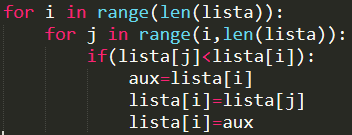 for i in range(len(lista)):
    for j in range(i,len(lista)):
        if(lista[j]<lista[i]):
            aux=lista[i]
            lista[i]=lista[j]
            lista[i]=aux